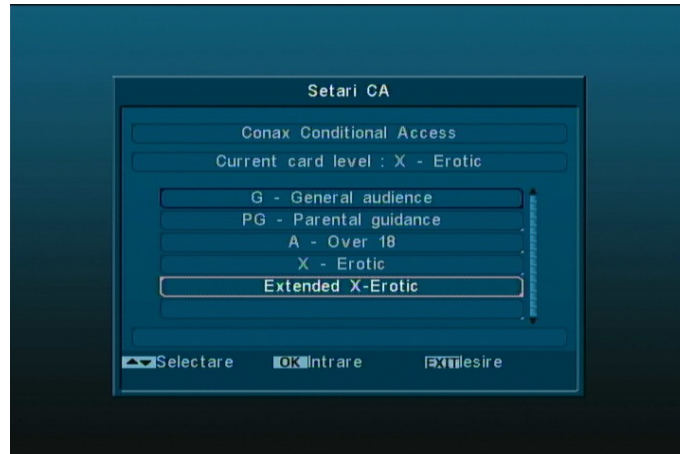 Setari CA
Conax Conditional Access
Current card level : X - Erotic
G - General audience
PG - Parental guidance
A - Over 18
X - Erotic
Extended X-Erotic
Selectare OK Intrare EXIT Iesire